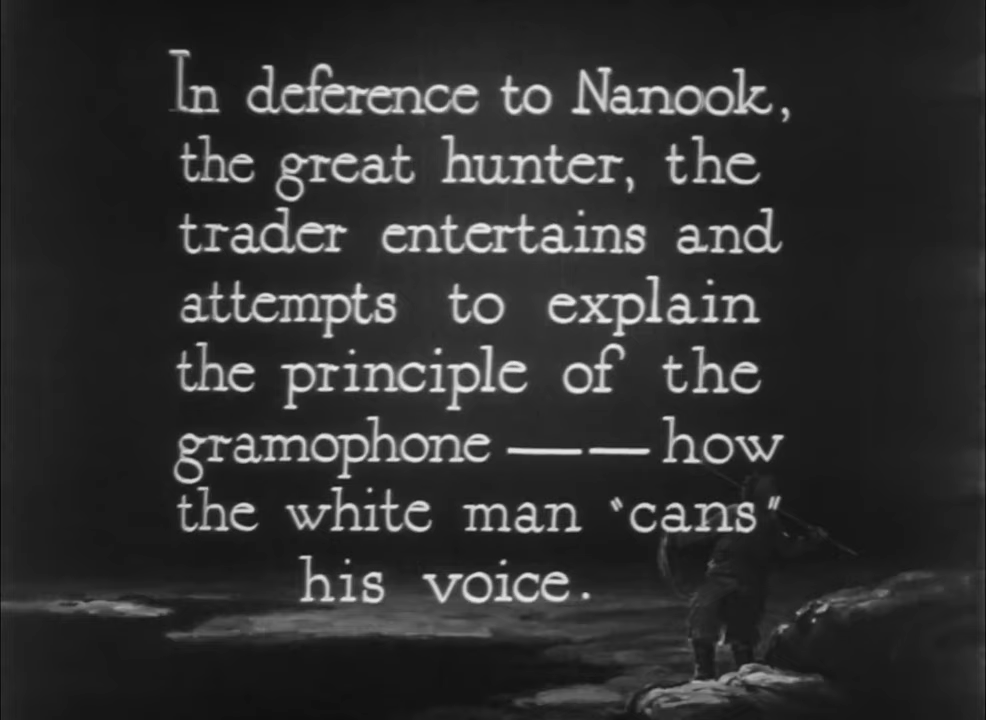 In deference to Nanook,
the great hunter, the
trader entertains and
attempts to explain
the principle of the
gramophone — — how
the white man "cans"
his voice.